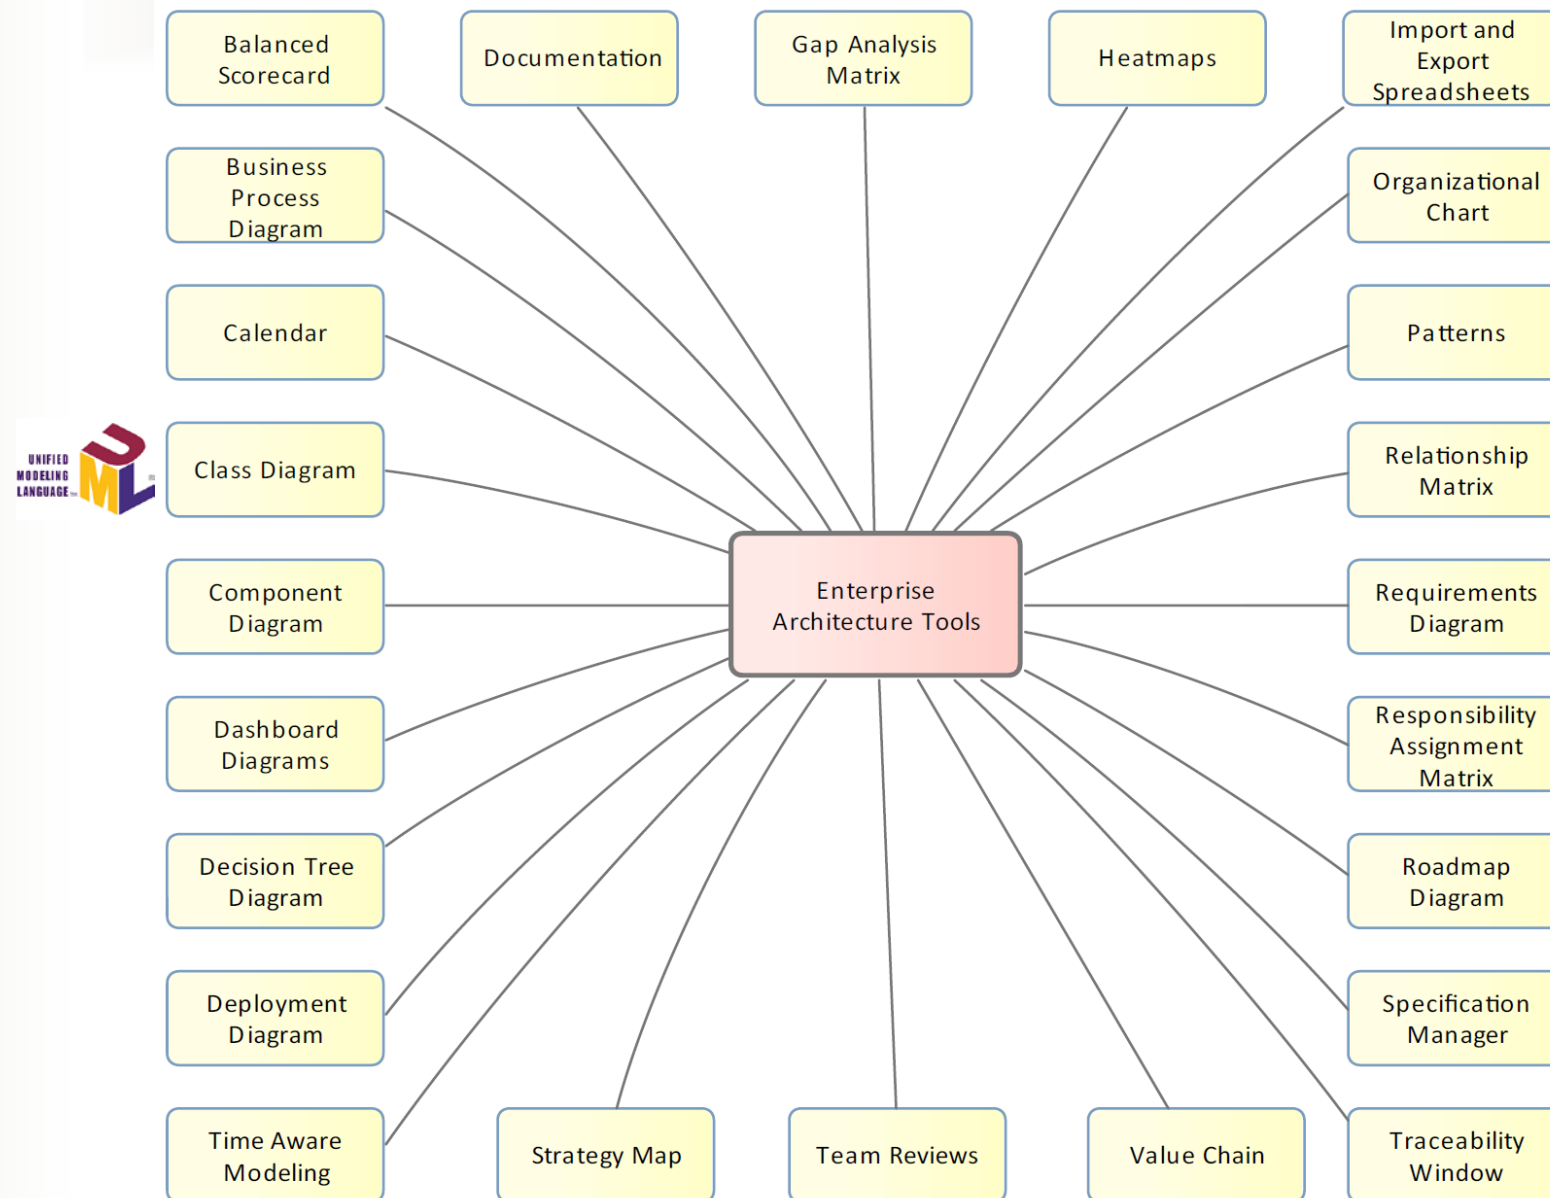 Balanced
Scorecard
Documentation
Gap Analysis
Matrix
Heatmaps
Import and
Export
Spreadsheets
Business
Process
Diagram
Organizational
Chart
Calendar
Patterns
UNIFIED
MODELING
LANGUAGE
UML
Class Diagram
Relationship
Matrix
Component
Diagram
Enterprise
Architecture Tools
Requirements
Diagram
Dashboard
Diagrams
Responsibility
Assignment
Matrix
Decision Tree
Diagram
Roadmap
Diagram
Deployment
Diagram
Specification
Manager
Time Aware
Modeling
Strategy Map
Team Reviews
Value Chain
Traceability
Window